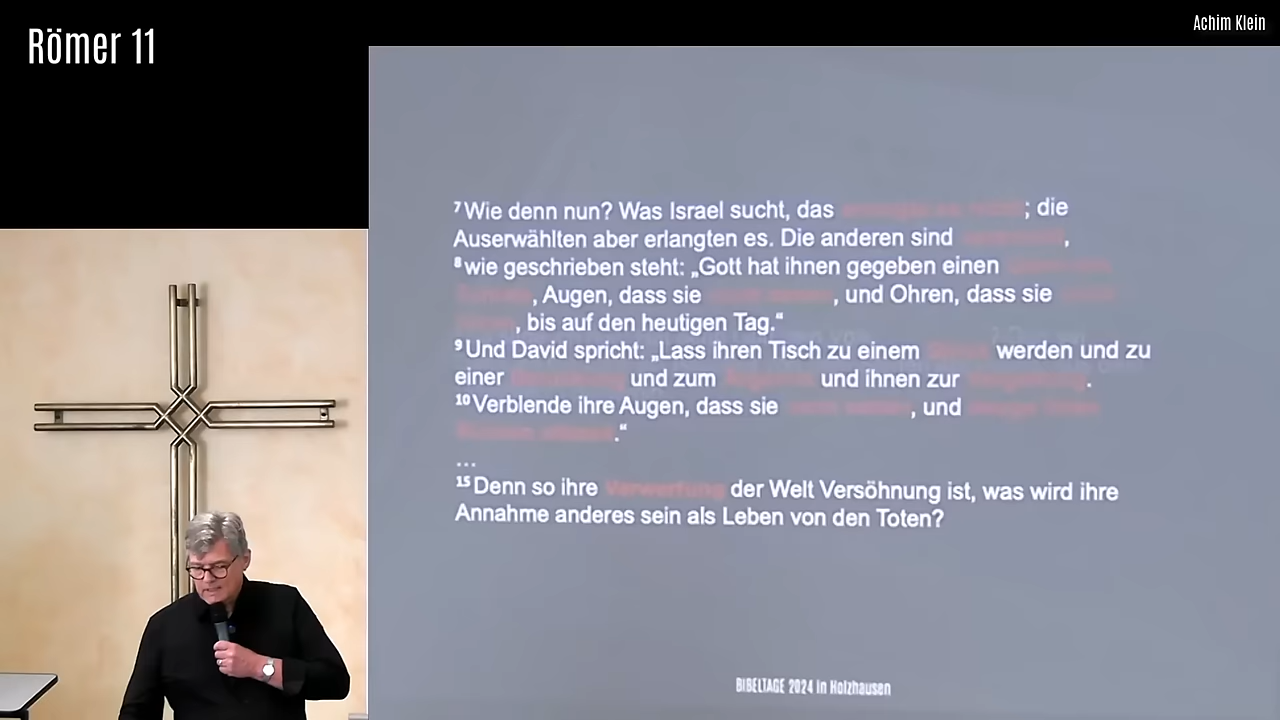 Römer 11
Achim Klein
⁷Wie denn nun? Was Israel sucht, das ; die
Auserwählten aber erlangten es. Die anderen sind ,
⁸wie geschrieben steht: „Gott hat ihnen gegeben einen
, Augen, dass sie , und Ohren, dass sie
, bis auf den heutigen Tag.“
⁹Und David spricht: „Lass ihren Tisch zu einem werden und zu
einer und zum und ihnen zur .
¹⁰Verblende ihre Augen, dass sie , und
.“
...
¹⁵Denn so ihre Verwerfung der Welt Versöhnung ist, was wird ihre
Annahme anderes sein als Leben von den Toten?
BIBELTAGE 2024 in Holzhausen